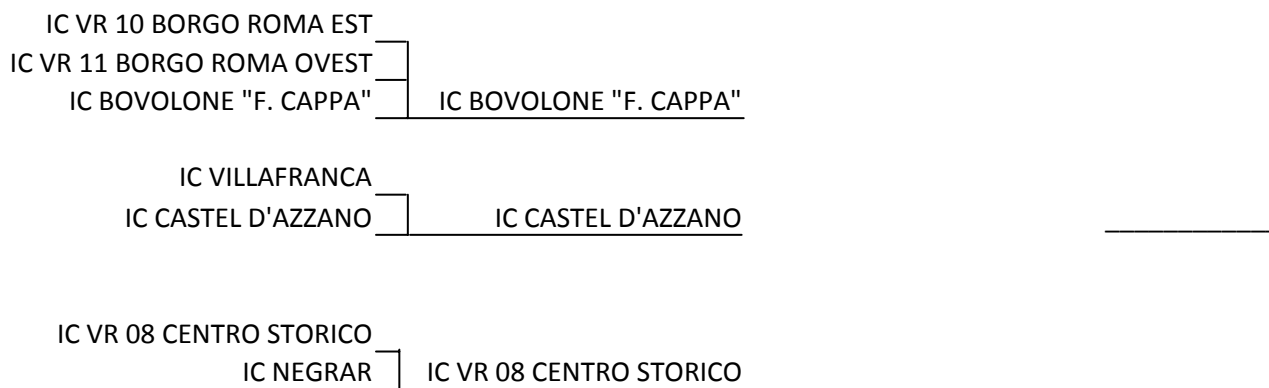 IC VR 10 BORGO ROMA EST
IC VR 11 BORGO ROMA OVEST
IC BOVOLONE "F. CAPPA" IC BOVOLONE "F. CAPPA"
IC VILLAFRANCA
IC CASTEL D'AZZANO IC CASTEL D'AZZANO
IC VR 08 CENTRO STORICO
IC NEGRAR IC VR 08 CENTRO STORICO